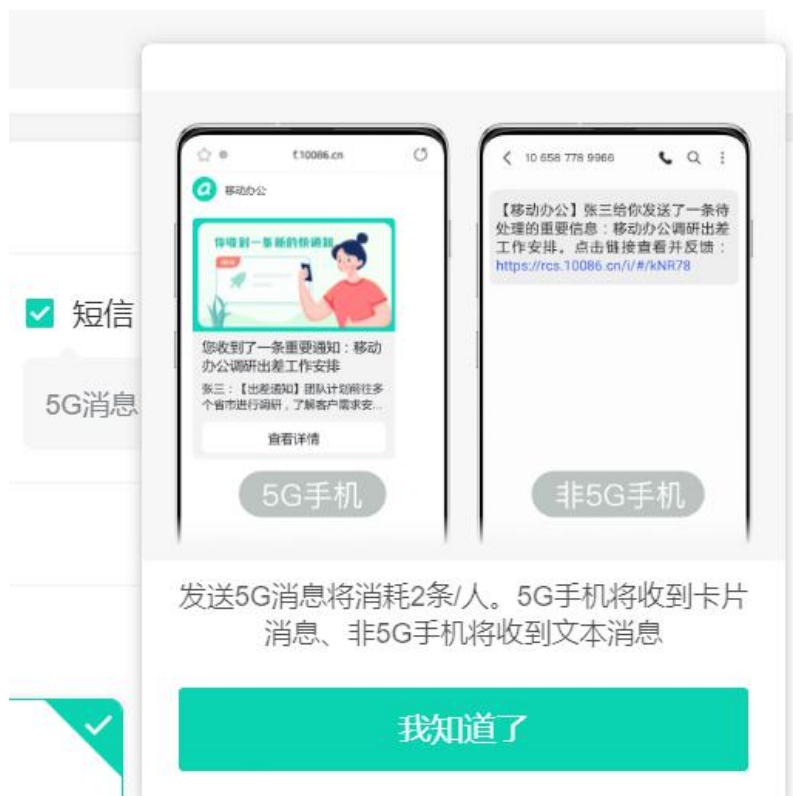 f.10086.cn
移动办公
你收到一条新的快通知
您收到了一条重要通知：移动
办公调研出差工作安排
张三：【出差通知】团队计划前往多
个省市进行调研，了解客户需求安...
查看详情
5G手机
10 658 778 9966
【移动办公】张三给你发送了一条待
处理的重要信息：移动办公调研出差
工作安排。点击链接查看并反馈：
https://rcs.10086.cn/i/#/kNR78
非5G手机
短信
5G消息
发送5G消息将消耗2条/人。5G手机将收到卡片
消息、非5G手机将收到文本消息
我知道了